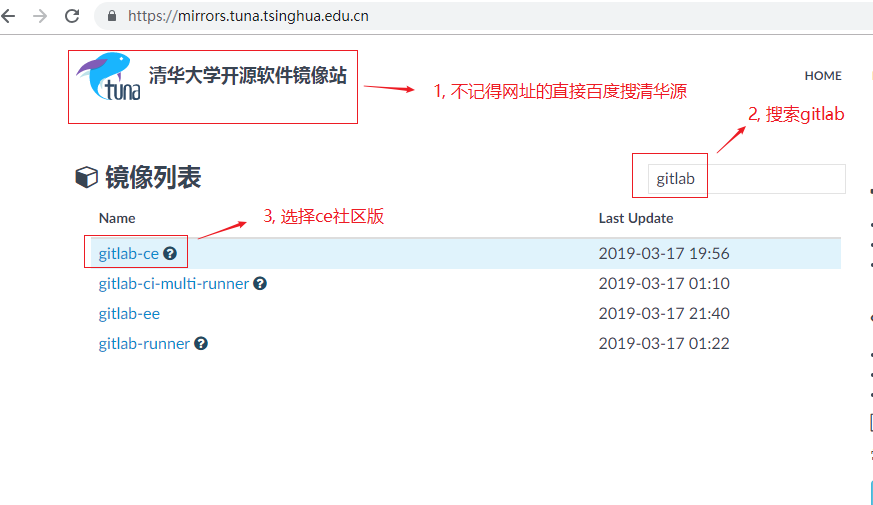 https://mirrors.tuna.tsinghua.edu.cn
tuna 清华大学开源软件镜像站
HOME
1, 不记得网址的直接百度搜清华源
2, 搜索gitlab
镜像列表
gitlab
3, 选择ce社区版
Name Last Update
gitlab-ce 2019-03-17 19:56
gitlab-ci-multi-runner 2019-03-17 01:10
gitlab-ee 2019-03-17 21:40
gitlab-runner 2019-03-17 01:22